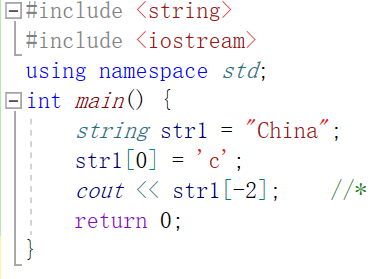 #include <string>
#include <iostream>
using namespace std;
int main() {
    string str1 = "China";
    str1[0] = 'c';
    cout << str1[-2];    //*
    return 0;
}